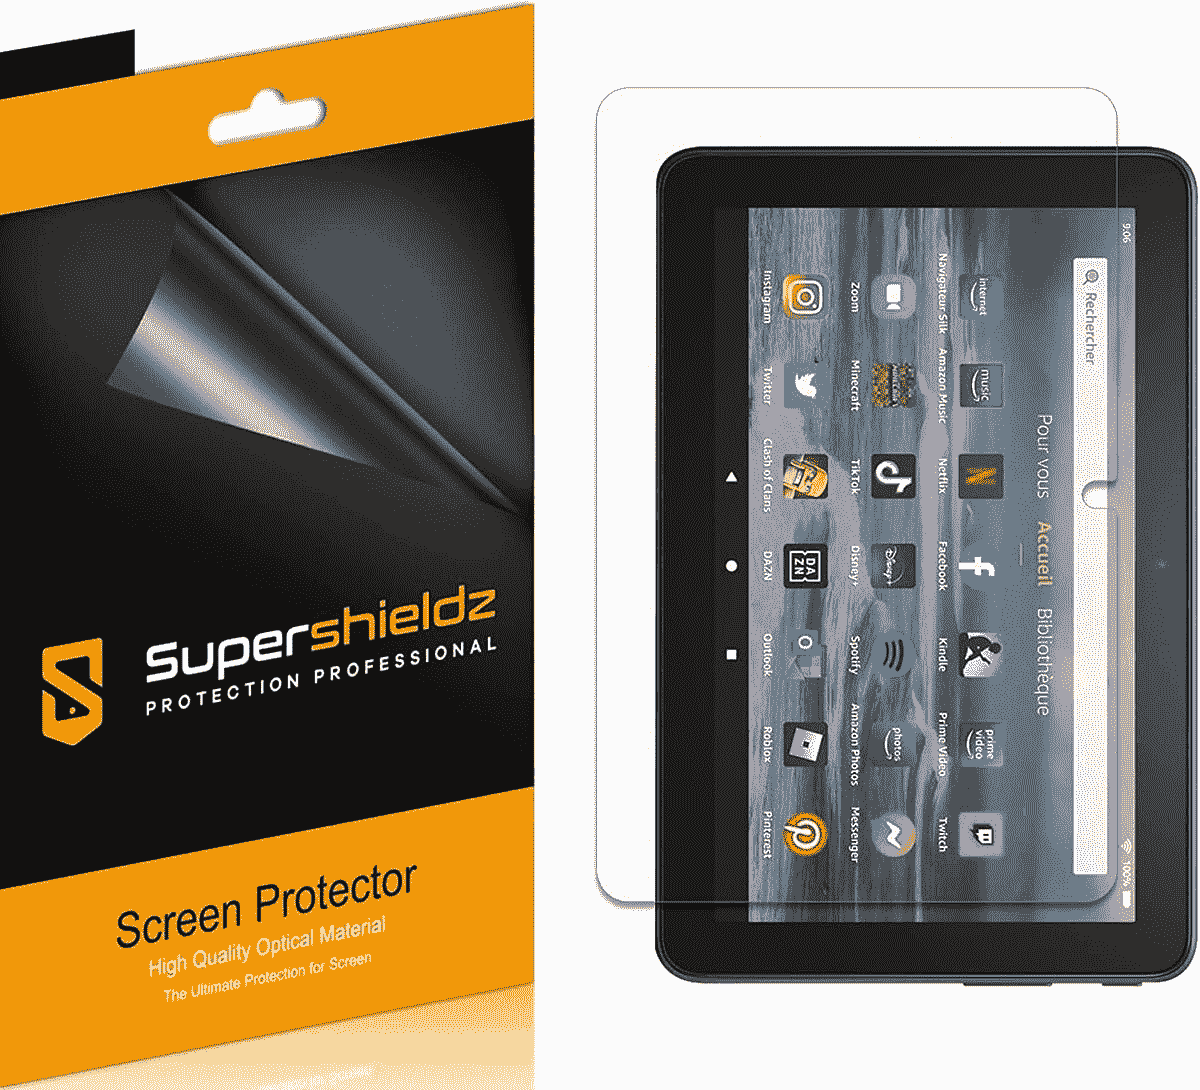 Supershieldz
PROTECTION PROFESSIONAL
Screen Protector
High Quality Optical Material
The Ultimate Protection for Screen
9:06
100%
Rechercher
Pour vous Accueil Bibliothèque
internet
music
N
f
prime video
Navigateur Silk Amazon Music Netflix Facebook Kindle Prime Video Twitch
Disney+
photos
Zoom Minecraft TikTok Disney+ Spotify Amazon Photos Messenger
DAZN
Instagram Twitter Clash of Clans DAZN Outlook Roblox Pinterest